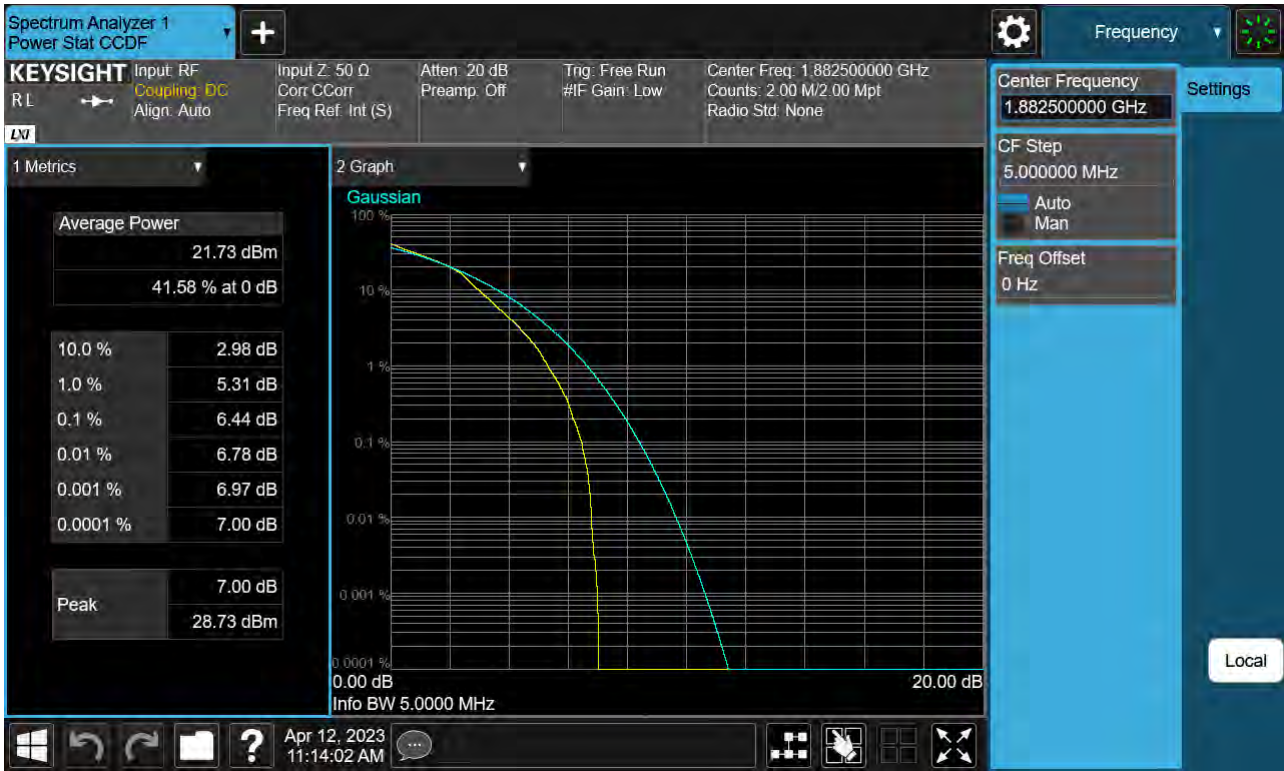 Spectrum Analyzer 1
Power Stat CCDF
Frequency
KEYSIGHT
RL
LXI
Input: RF
Coupling: DC
Align: Auto
Input Z: 50 Ω
Corr CCorr
Freq Ref: Int (S)
Atten: 20 dB
Preamp: Off
Trig: Free Run
#IF Gain: Low
Center Freq: 1.882500000 GHz
Counts: 2.00 M/2.00 Mpt
Radio Std: None
Center Frequency
1.882500000 GHz
Settings
CF Step
5.000000 MHz
Auto
Man
Freq Offset
0 Hz
Local
1 Metrics
Average Power
21.73 dBm
41.58 % at 0 dB
10.0 % 2.98 dB
1.0 % 5.31 dB
0.1 % 6.44 dB
0.01 % 6.78 dB
0.001 % 6.97 dB
0.0001 % 7.00 dB
Peak
7.00 dB
28.73 dBm
2 Graph
Gaussian
100 %
10 %
1 %
0.1 %
0.01 %
0.001 %
0.0001 %
0.00 dB 20.00 dB
Info BW 5.0000 MHz
?
Apr 12, 2023
11:14:02 AM